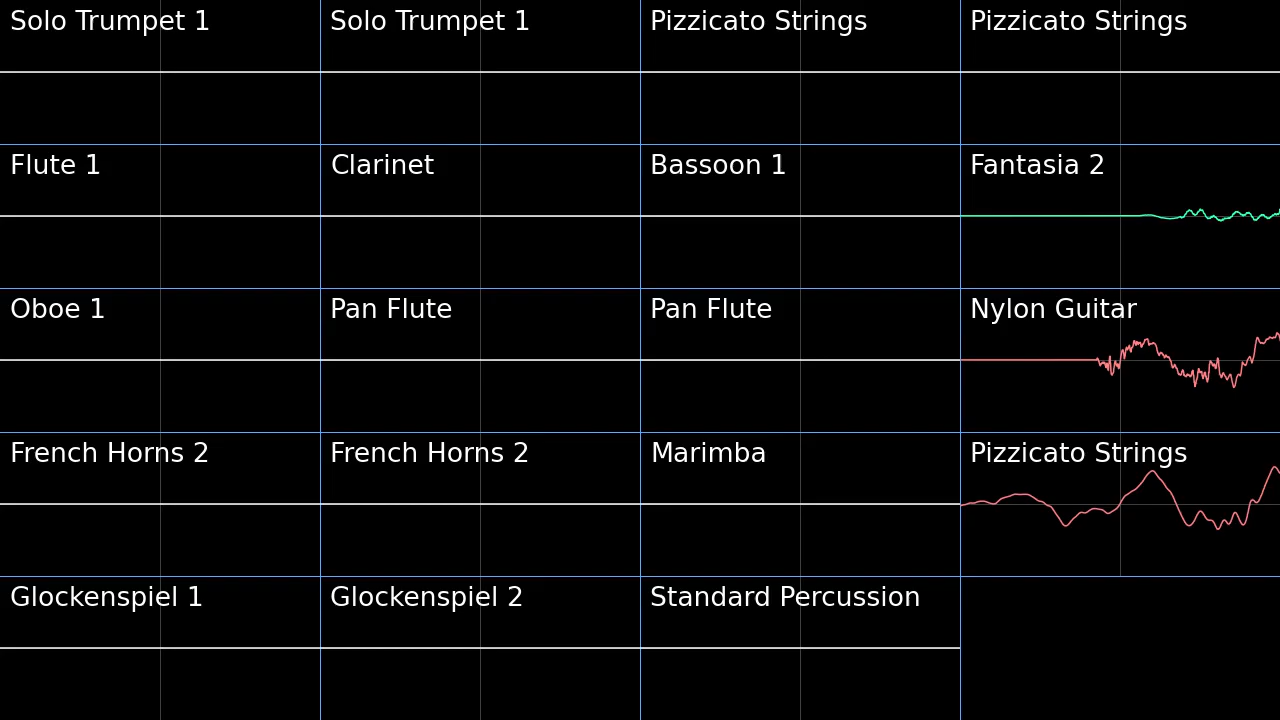 Solo Trumpet 1
Solo Trumpet 1
Pizzicato Strings
Pizzicato Strings
Flute 1
Clarinet
Bassoon 1
Fantasia 2
Oboe 1
Pan Flute
Pan Flute
Nylon Guitar
French Horns 2
French Horns 2
Marimba
Pizzicato Strings
Glockenspiel 1
Glockenspiel 2
Standard Percussion